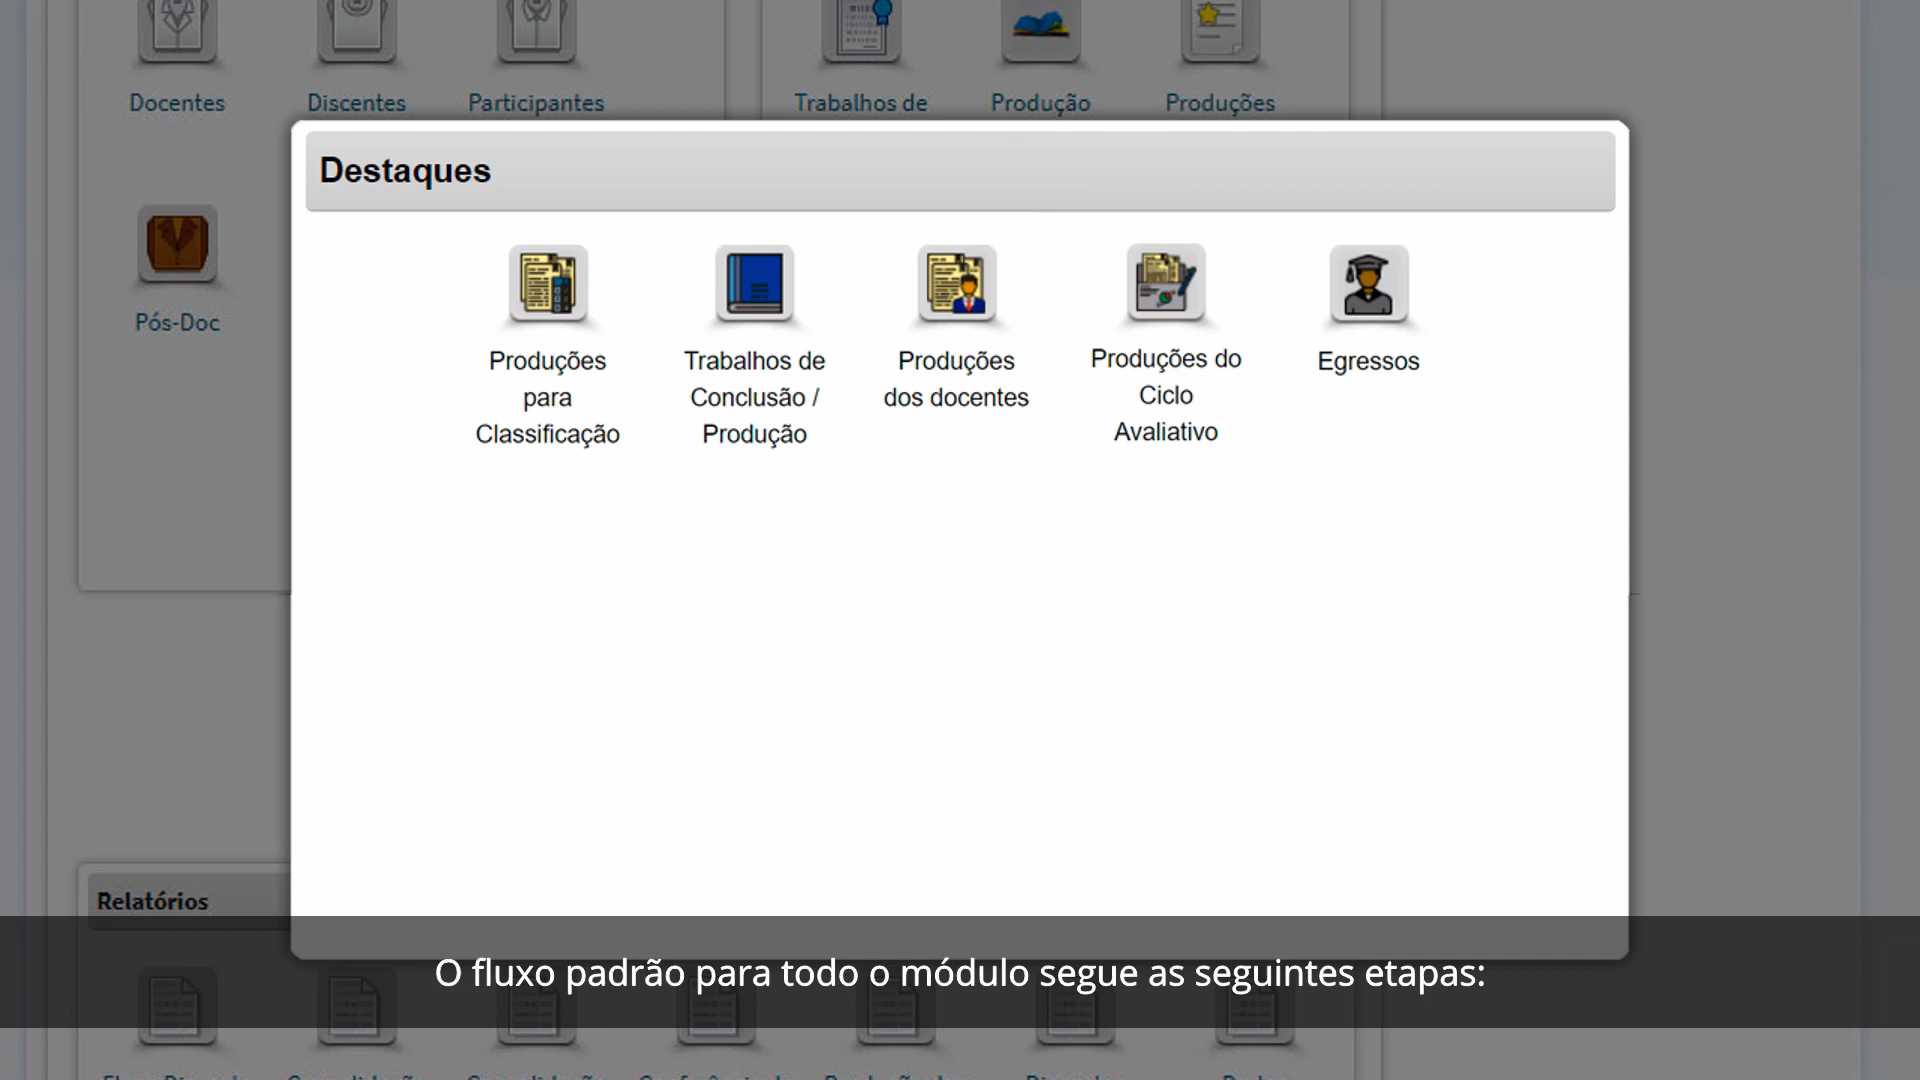 Docentes
Discentes
Participantes
Trabalhos de
Produção
Produções
Destaques
Pós-Doc
Produções
para
Classificação
Trabalhos de
Conclusão /
Produção
Produções
dos docentes
Produções do
Ciclo
Avaliativo
Egressos
Relatórios
O fluxo padrão para todo o módulo segue as seguintes etapas: